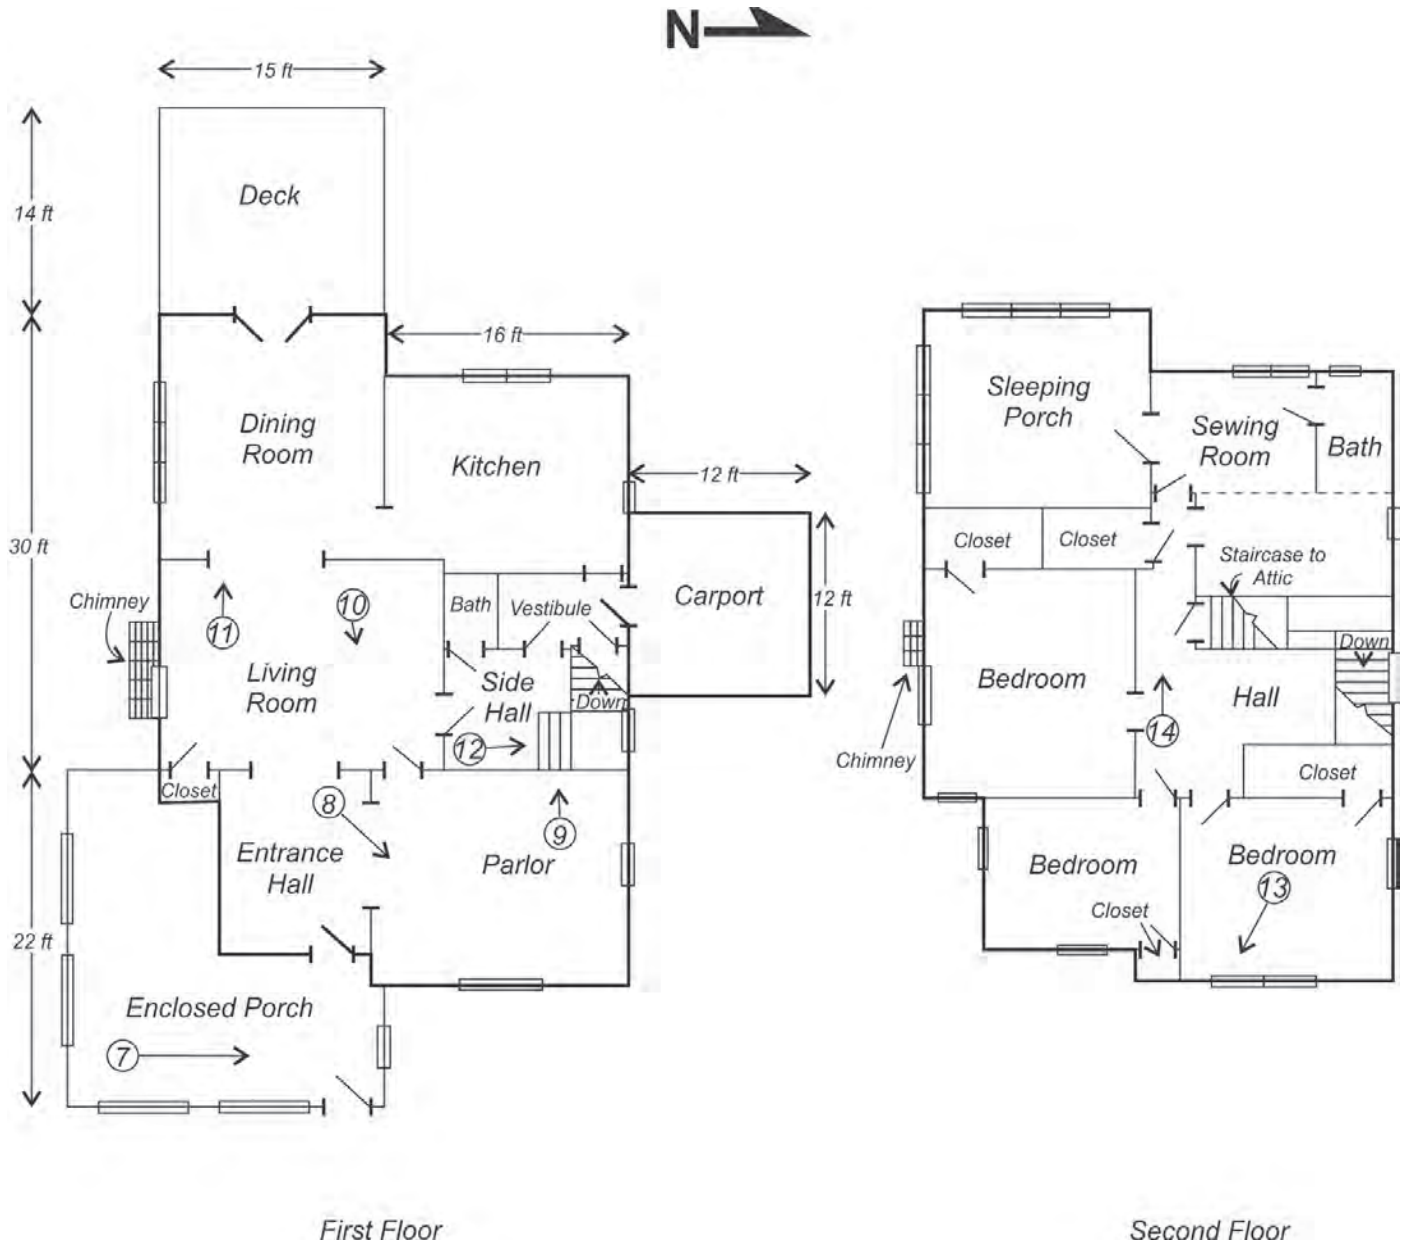 N
15 ft
14 ft
Deck
16 ft
Dining
Room
Kitchen
12 ft
30 ft
Chimney
11
10
Bath
Vestibule
Carport
12 ft
Living
Room
Side
Hall
Down
12
Closet
8
9
Entrance
Hall
Parlor
22 ft
Enclosed Porch
7
First Floor
Sleeping
Porch
Sewing
Room
Bath
Closet
Closet
Staircase to
Attic
Bedroom
Down
Hall
14
Chimney
Closet
Bedroom
Bedroom
13
Closet
Second Floor